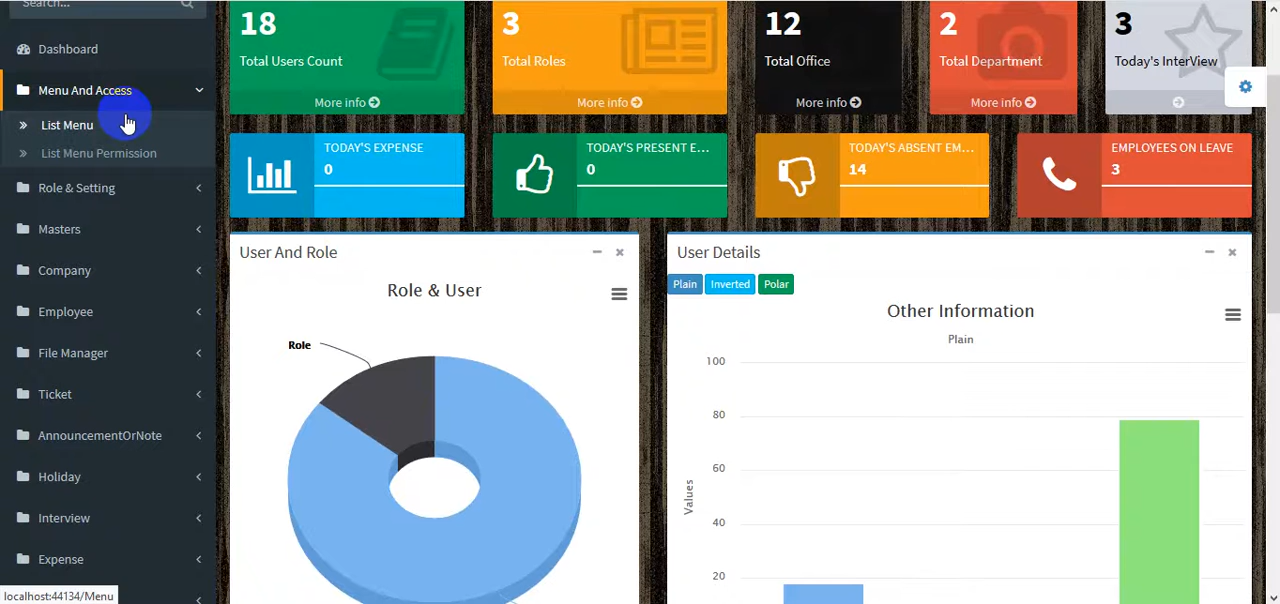 Search...
Dashboard
Menu And Access
List Menu
List Menu Permission
Role & Setting
Masters
Company
Employee
File Manager
Ticket
AnnouncementOrNote
Holiday
Interview
Expense
localhost:44134/Menu
18
Total Users Count
More info
3
Total Roles
More info
12
Total Office
More info
2
Total Department
More info
3
Today's InterView
TODAY'S EXPENSE
0
TODAY'S PRESENT E...
0
TODAY'S ABSENT EM...
14
EMPLOYEES ON LEAVE
3
User And Role
Role & User
Role
User Details
Plain Inverted Polar
Other Information
Plain
100
80
60
40
20
Values